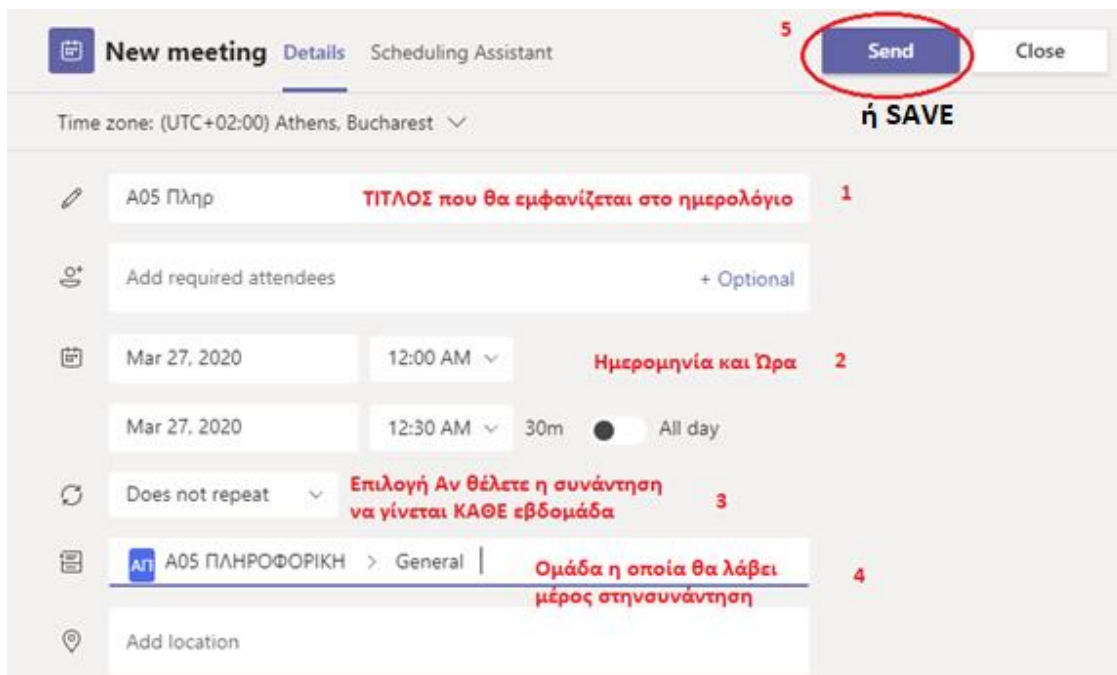 5
New meeting Details Scheduling Assistant Send Close
Time zone: (UTC+02:00) Athens, Bucharest ή SAVE
Α05 Πληρ ΤΙΤΛΟΣ που θα εμφανίζεται στο ημερολόγιο 1
Add required attendees + Optional
Mar 27, 2020 12:00 AM Ημερομηνία και Ώρα 2
Mar 27, 2020 12:30 AM 30m All day
Does not repeat Επιλογή Αν θέλετε η συνάντηση
να γίνεται ΚΑΘΕ εβδομάδα 3
ΑΠ Α05 ΠΛΗΡΟΦΟΡΙΚΗ > General Ομάδα η οποία θα λάβει
μέρος στηνσυνάντηση 4
Add location